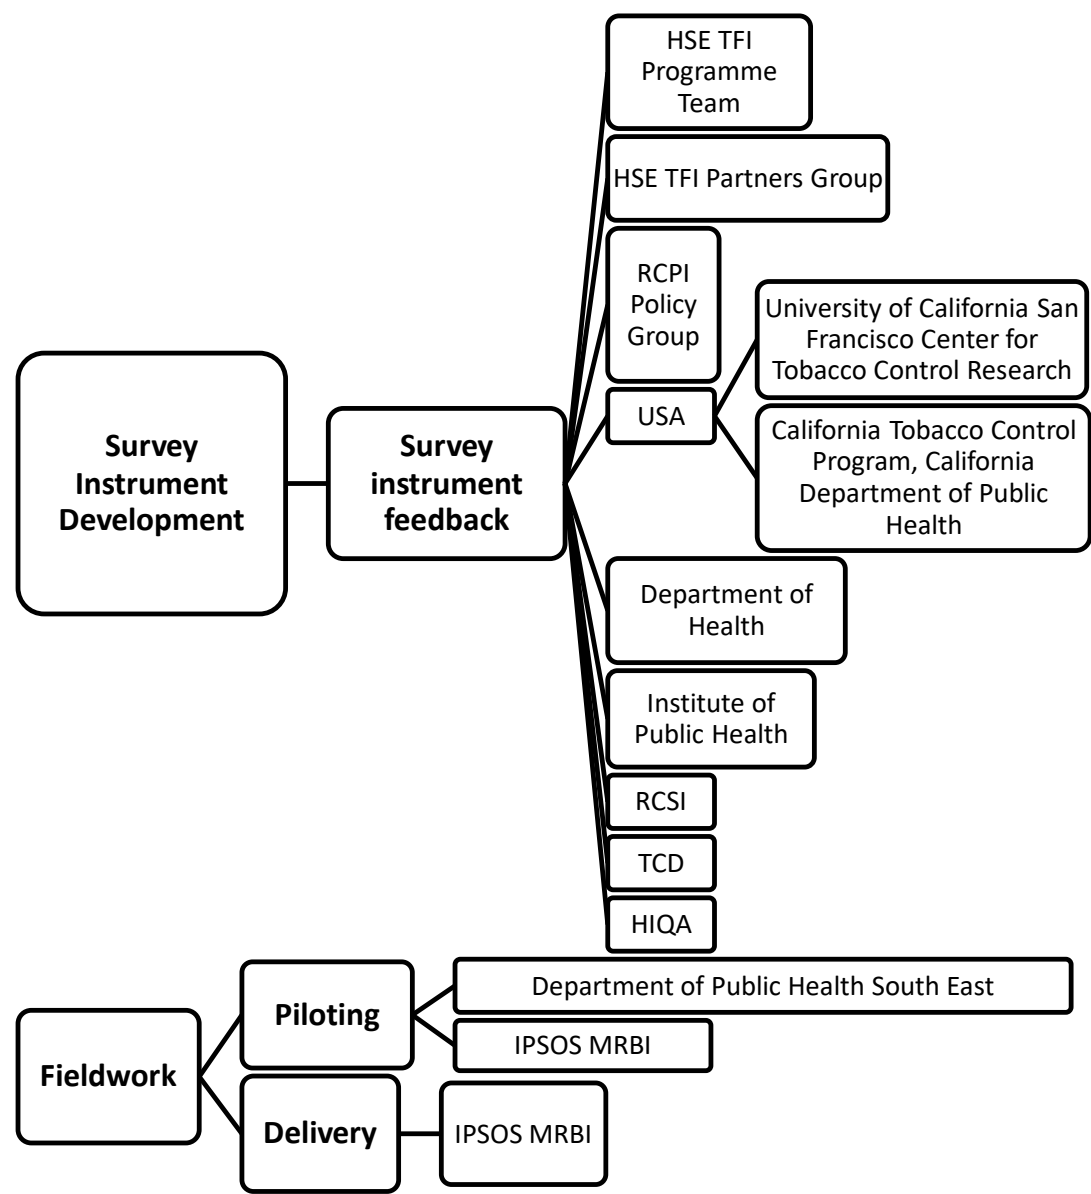 Survey
Instrument
Development
Survey
instrument
feedback
HSE TFI
Programme
Team
HSE TFI Partners Group
RCPI
Policy
Group
USA
University of California San
Francisco Center for
Tobacco Control Research
California Tobacco Control
Program, California
Department of Public
Health
Department of
Health
Institute of
Public Health
RCSI
TCD
HIQA
Fieldwork
Piloting
Department of Public Health South East
IPSOS MRBI
Delivery
IPSOS MRBI